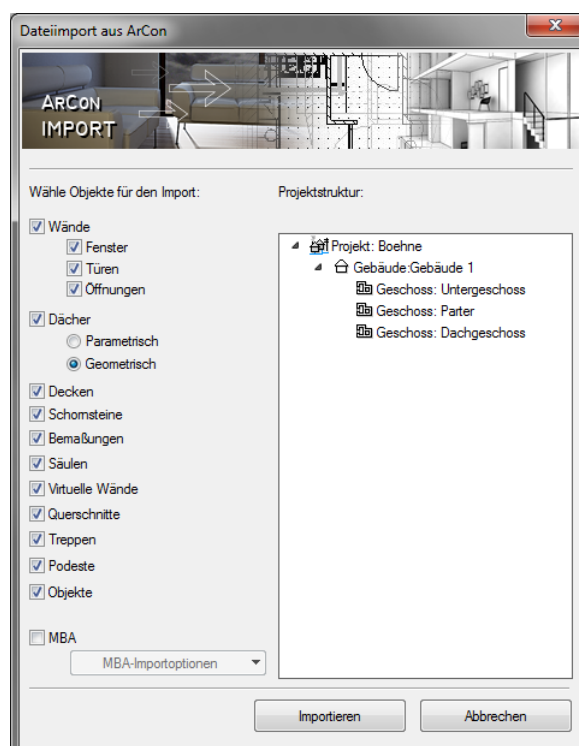 Dateiimport aus ArCon
ARCON
IMPORT
Wähle Objekte für den Import:
Wände
Fenster
Türen
Öffnungen
Dächer
Parametrisch
Geometrisch
Decken
Schornsteine
Bemaßungen
Säulen
Virtuelle Wände
Querschnitte
Treppen
Podeste
Objekte
MBA
MBA-Importoptionen
Projektstruktur:
Projekt: Boehne
Gebäude:Gebäude 1
Geschoss: Untergeschoss
Geschoss: Parter
Geschoss: Dachgeschoss
Importieren
Abbrechen